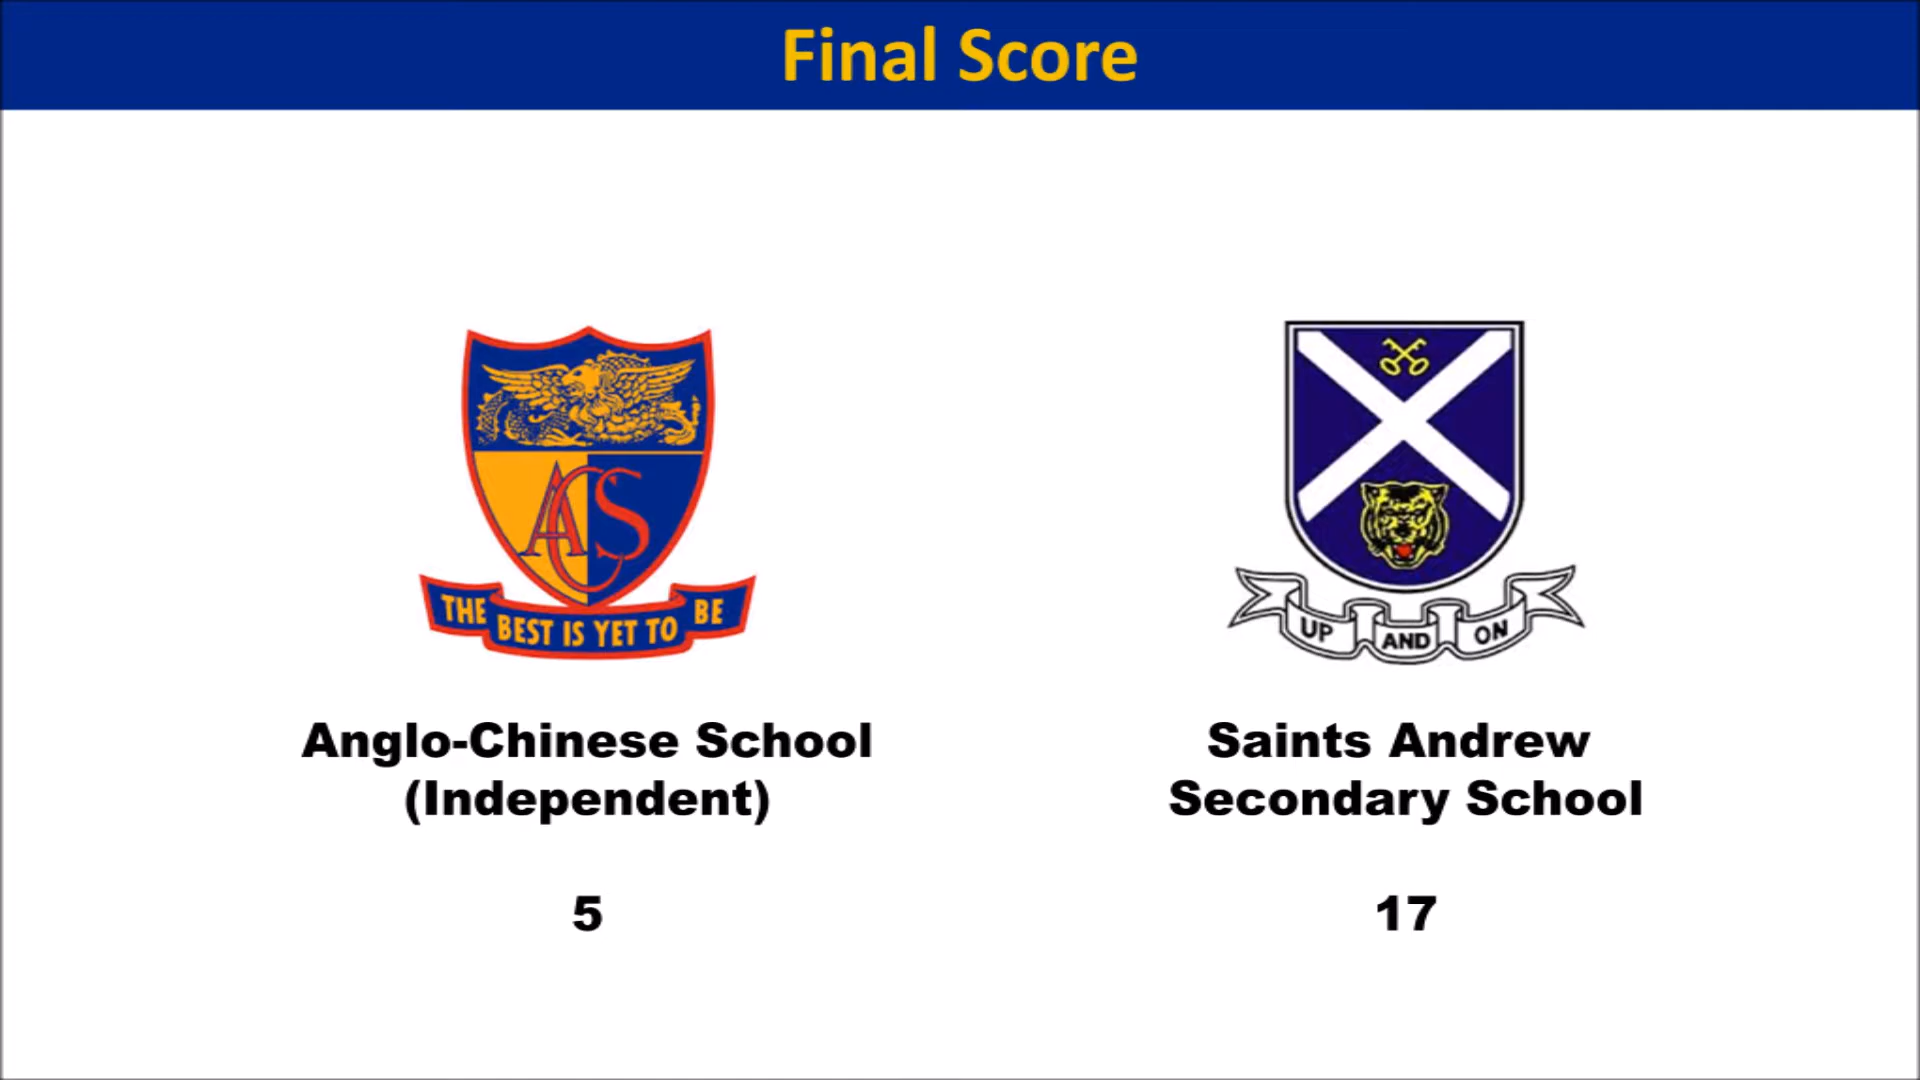 Final Score
ACS
THE BEST IS YET TO BE
UP AND ON
Anglo-Chinese School
(Independent)
5
Saints Andrew
Secondary School
17